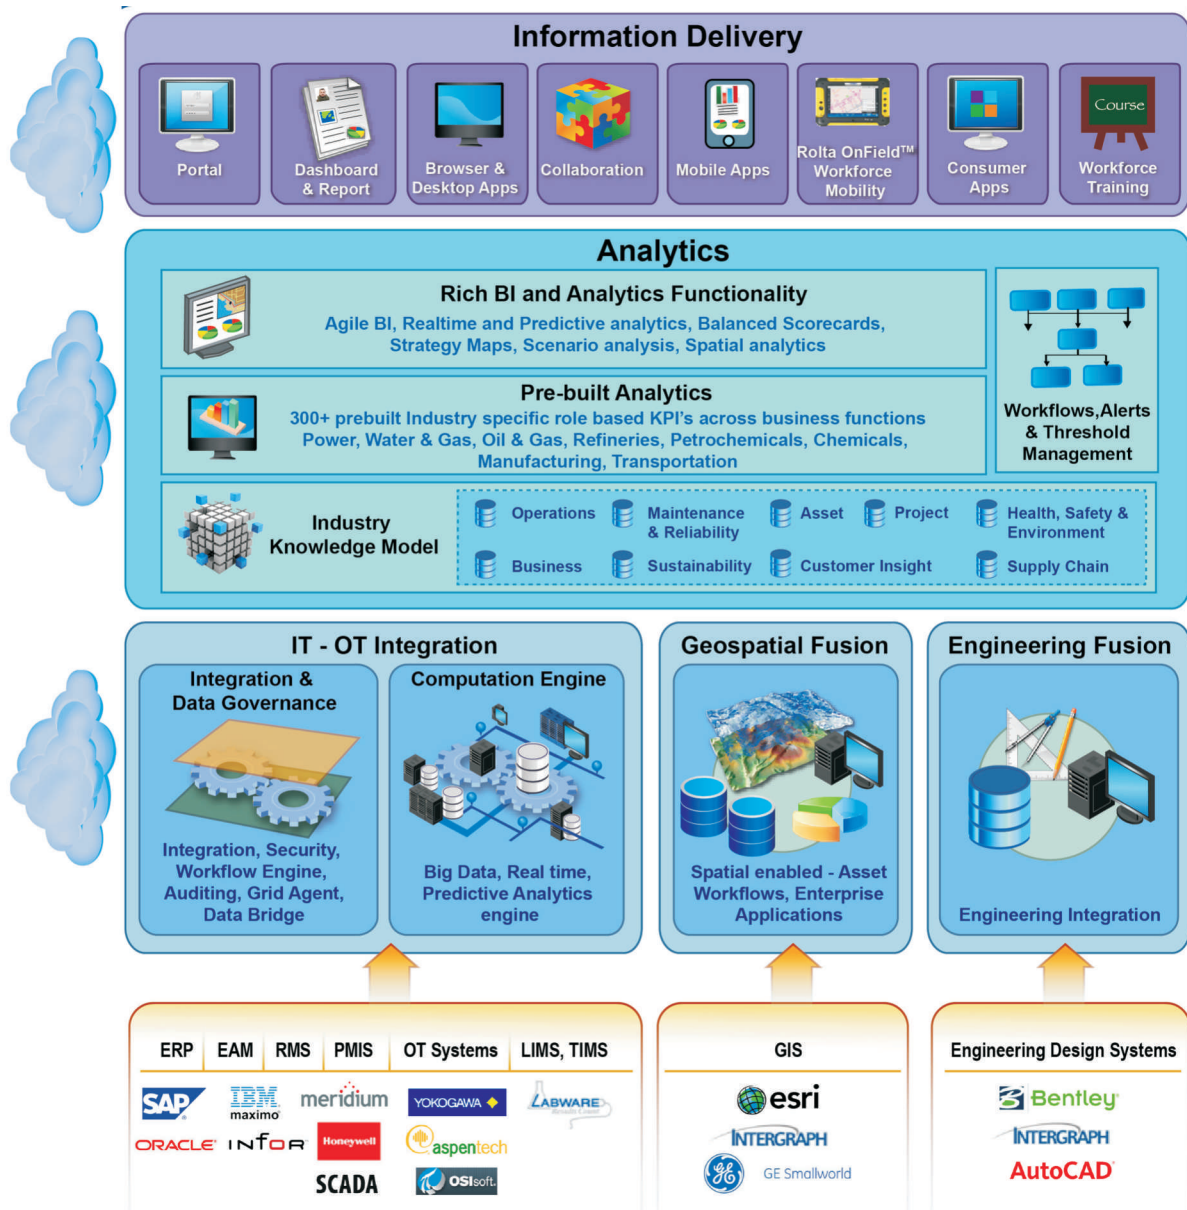 Information Delivery
Portal
Dashboard
& Report
Browser &
Desktop Apps
Collaboration
Mobile Apps
Rolta OnField™
Workforce
Mobility
Consumer
Apps
Course
Workforce
Training
Analytics
Rich BI and Analytics Functionality
Agile BI, Realtime and Predictive analytics, Balanced Scorecards,
Strategy Maps, Scenario analysis, Spatial analytics
Pre-built Analytics
300+ prebuilt Industry specific role based KPI's across business functions
Power, Water & Gas, Oil & Gas, Refineries, Petrochemicals, Chemicals,
Manufacturing, Transportation
Workflows,Alerts
& Threshold
Management
Industry
Knowledge Model
Operations
Maintenance
& Reliability
Asset
Project
Health, Safety &
Environment
Business
Sustainability
Customer Insight
Supply Chain
IT - OT Integration
Integration &
Data Governance
Integration, Security,
Workflow Engine,
Auditing, Grid Agent,
Data Bridge
Computation Engine
Big Data, Real time,
Predictive Analytics
engine
Geospatial Fusion
Spatial enabled - Asset
Workflows, Enterprise
Applications
Engineering Fusion
Engineering Integration
ERP
EAM
RMS
PMIS
OT Systems
LIMS, TIMS
SAP
IBM
maximo
meridium
YOKOGAWA
LABWARE
Results Count
ORACLE
INFOR
Honeywell
aspentech
SCADA
OSIsoft.
GIS
esri
INTERGRAPH
GE Smallworld
Engineering Design Systems
Bentley
INTERGRAPH
AutoCAD